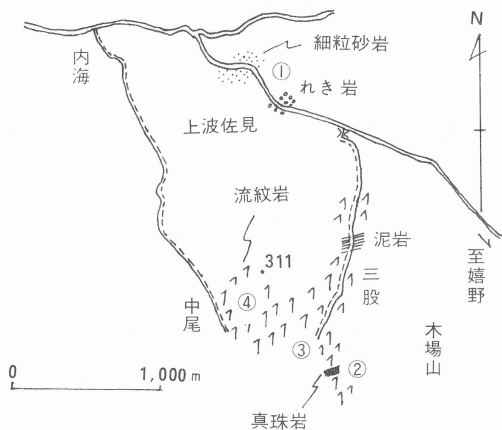 N
細粒砂岩
内海
①
れき岩
上波佐見
流紋岩
泥岩
311
三股
至嬉野
④
中尾
木場山
③
0 1,000m
②
真珠岩